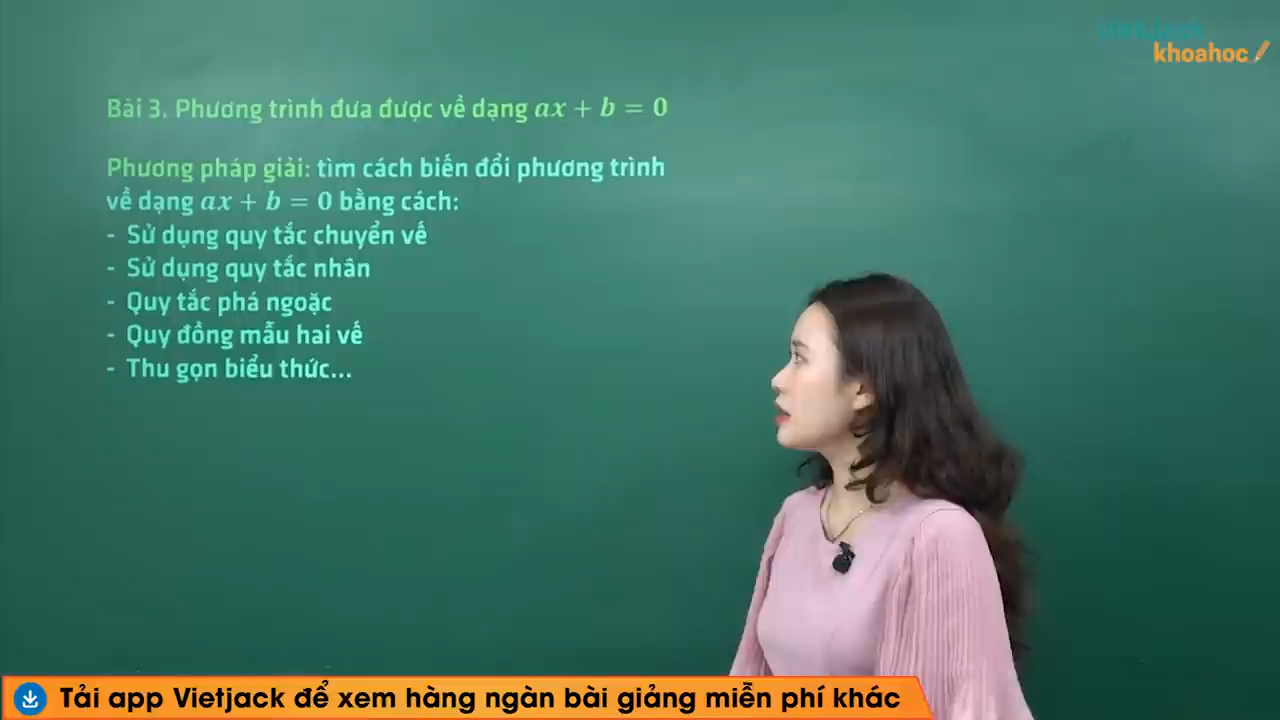 vietjack
khoahoc
Bài 3. Phương trình đưa được về dạng ax + b = 0
Phương pháp giải: tìm cách biến đổi phương trình
về dạng ax + b = 0 bằng cách:
- Sử dụng quy tắc chuyển vế
- Sử dụng quy tắc nhân
- Quy tắc phá ngoặc
- Quy đồng mẫu hai vế
- Thu gọn biểu thức...
Tải app Vietjack để xem hàng ngàn bài giảng miễn phí khác